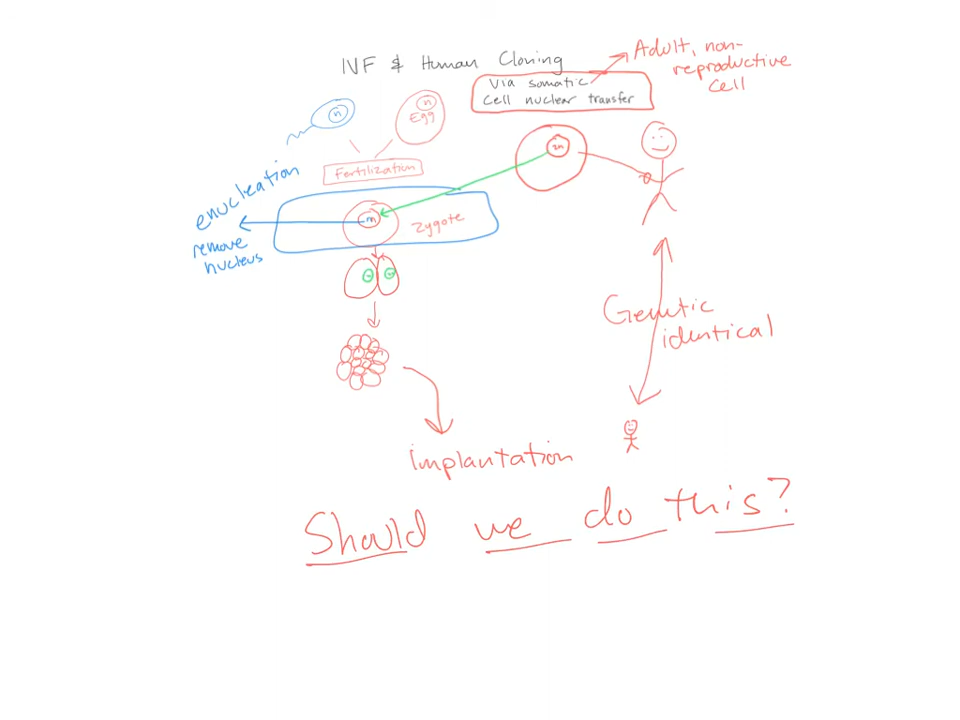 IVF & Human Cloning
Via somatic
cell nuclear transfer
Adult, non-
reproductive
cell
n
n
Egg
Fertilization
2n
enucleation
remove
nucleus
Zygote
Genetic
identical
implantation
Should we do this?